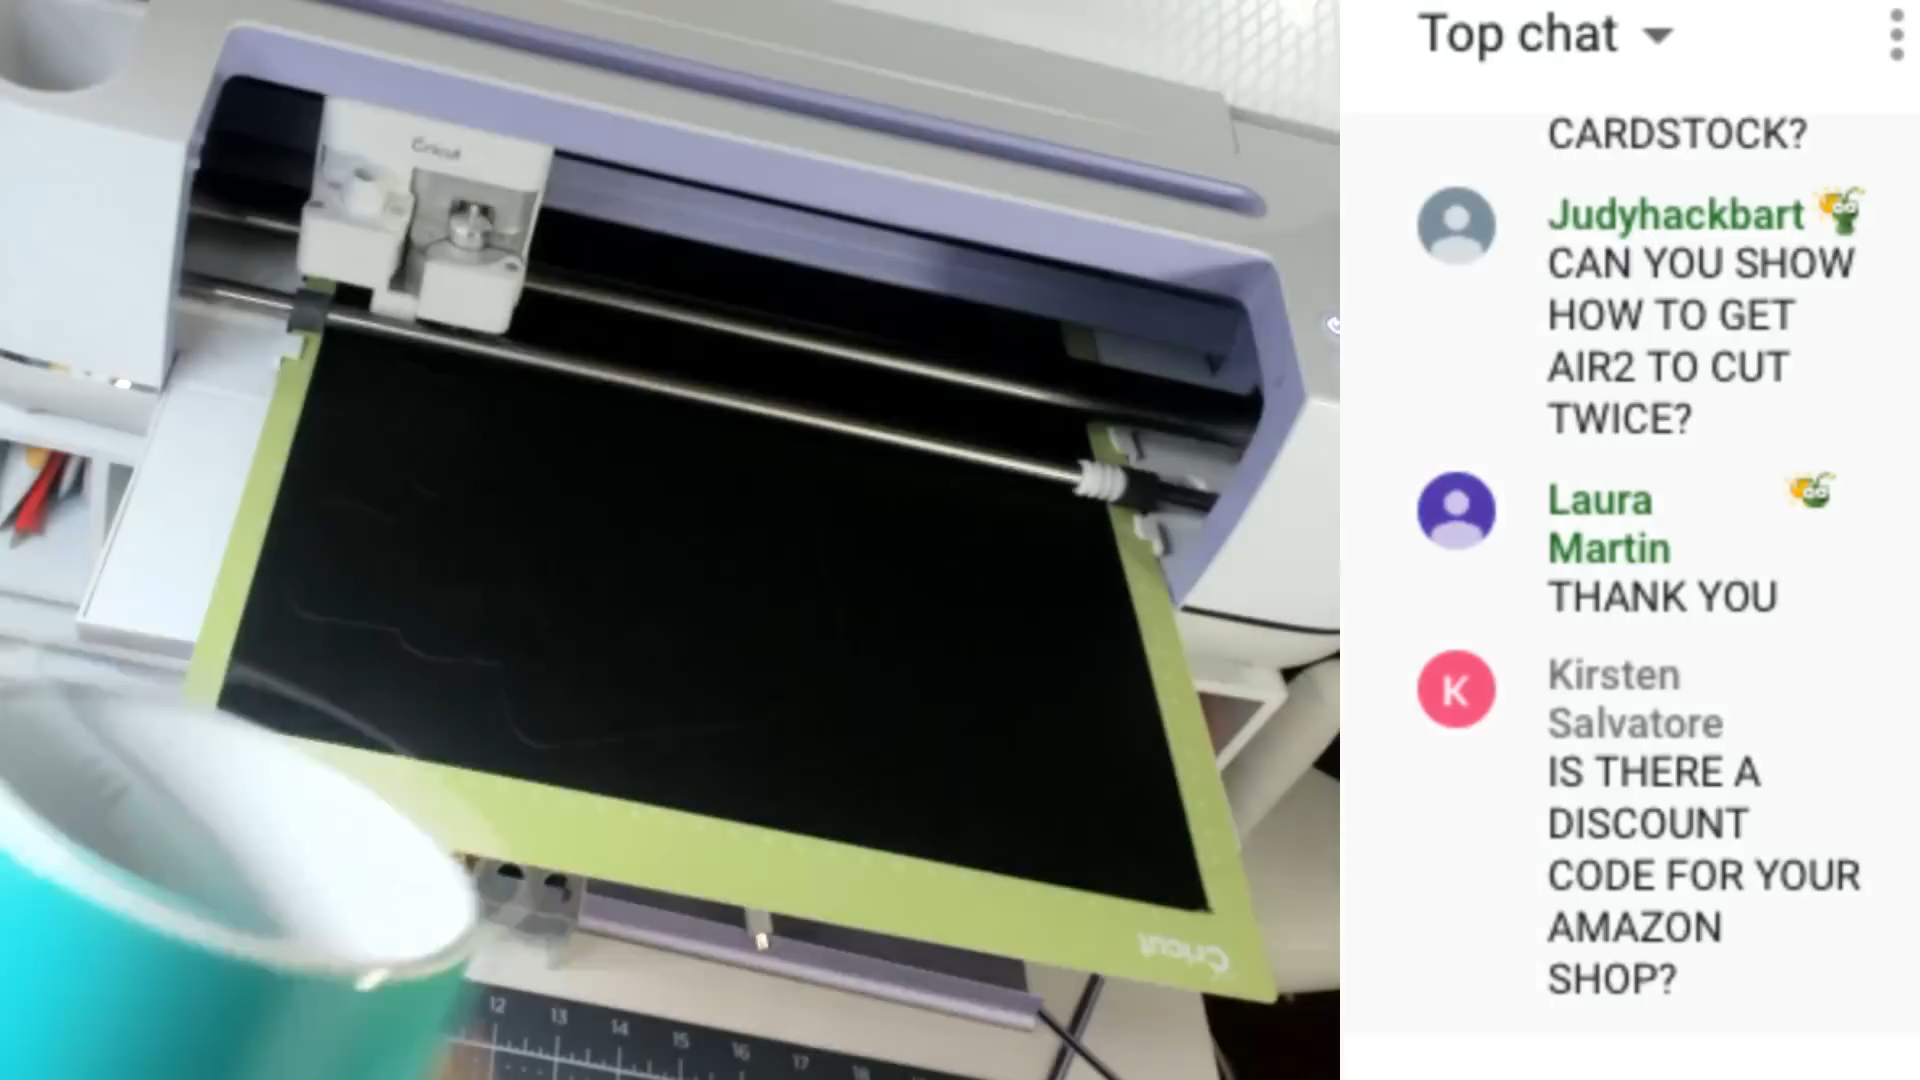 Top chat
CARDSTOCK?
Judyhackbart
CAN YOU SHOW
HOW TO GET
AIR2 TO CUT
TWICE?
Laura
Martin
THANK YOU
K
Kirsten
Salvatore
IS THERE A
DISCOUNT
CODE FOR YOUR
AMAZON
SHOP?
Cricut
Cricut
12 13 14 15 16 17 18